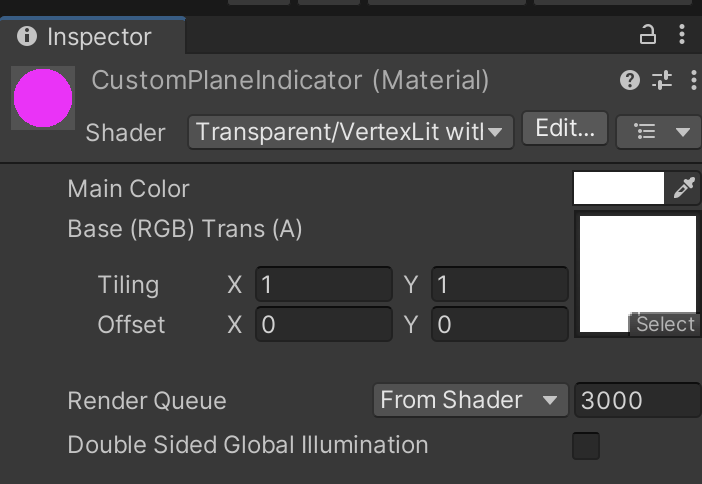 Inspector
CustomPlaneIndicator (Material)
Shader Transparent/VertexLit witl Edit...
Main Color
Base (RGB) Trans (A)
Tiling X 1 Y 1
Offset X 0 Y 0
Select
Render Queue From Shader 3000
Double Sided Global Illumination